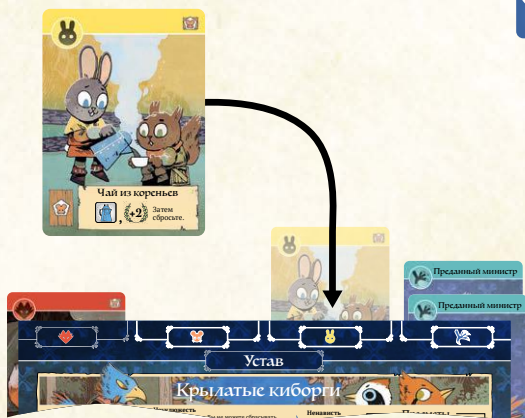 Чай из кореньев
+2
Затем
сбросьте.
Преданный министр
Преданный министр
Устав
Крылатые киборги
Ненависть